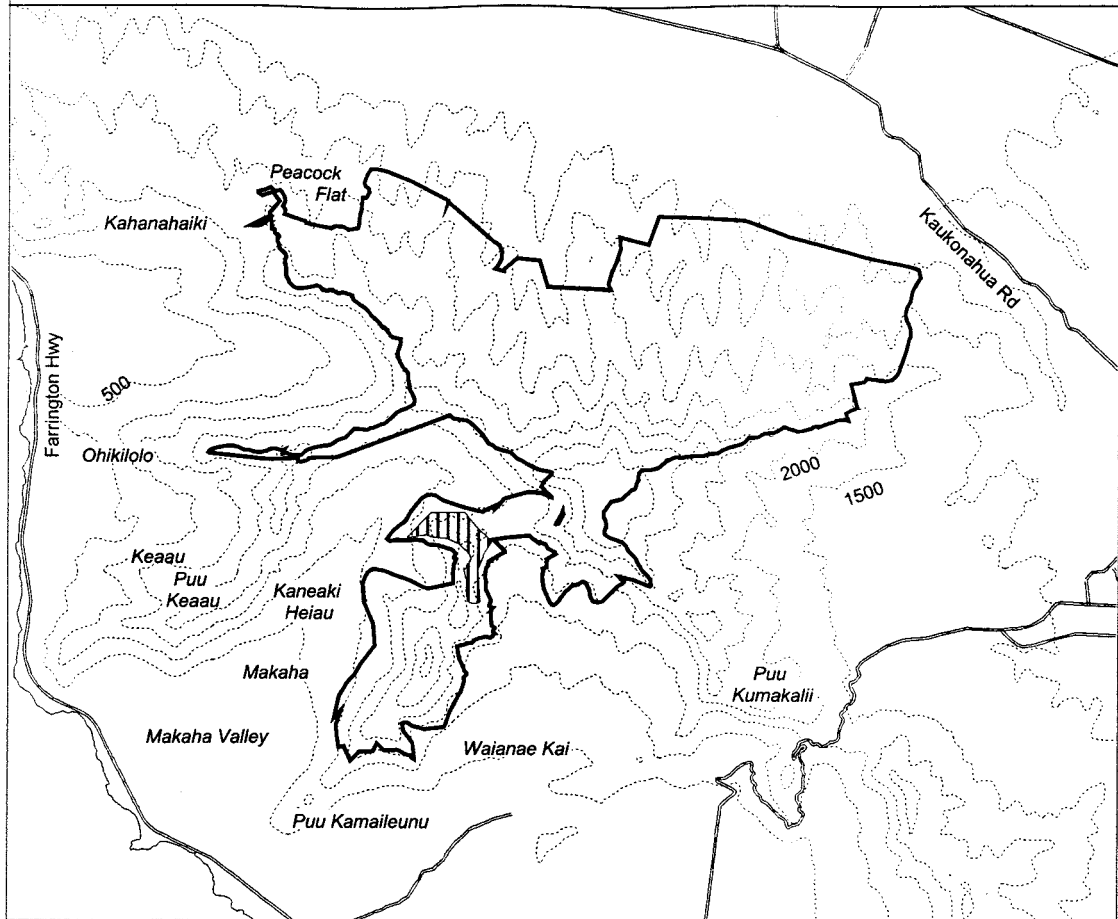 Peacock
Flat
Kahanahaiki
Kaukonahua Rd
Farrington Hwy
500
Ohikilolo
2000
1500
Keaau
Puu
Keaau
Kaneaki
Heiau
Makaha
Puu
Kumakalii
Makaha Valley
Waianae Kai
Puu Kamaileunu